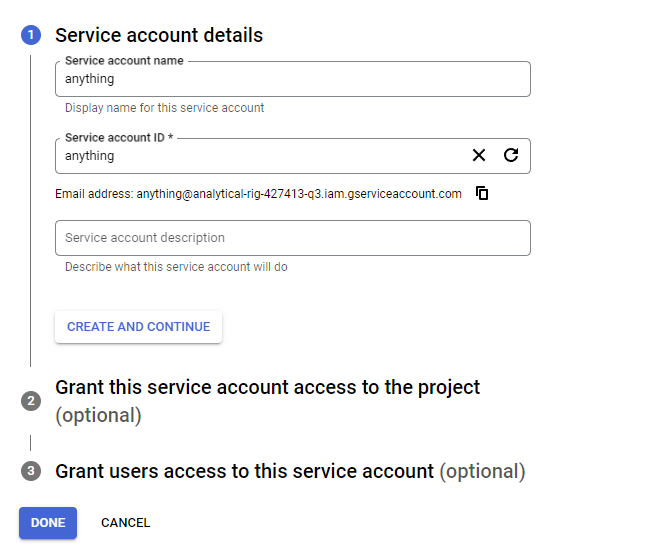 1 Service account details
Service account name
anything
Display name for this service account
Service account ID *
anything
Email address: anything@analytical-rig-427413-q3.iam.gserviceaccount.com
Service account description
Describe what this service account will do
CREATE AND CONTINUE
2 Grant this service account access to the project
(optional)
3 Grant users access to this service account (optional)
DONE CANCEL